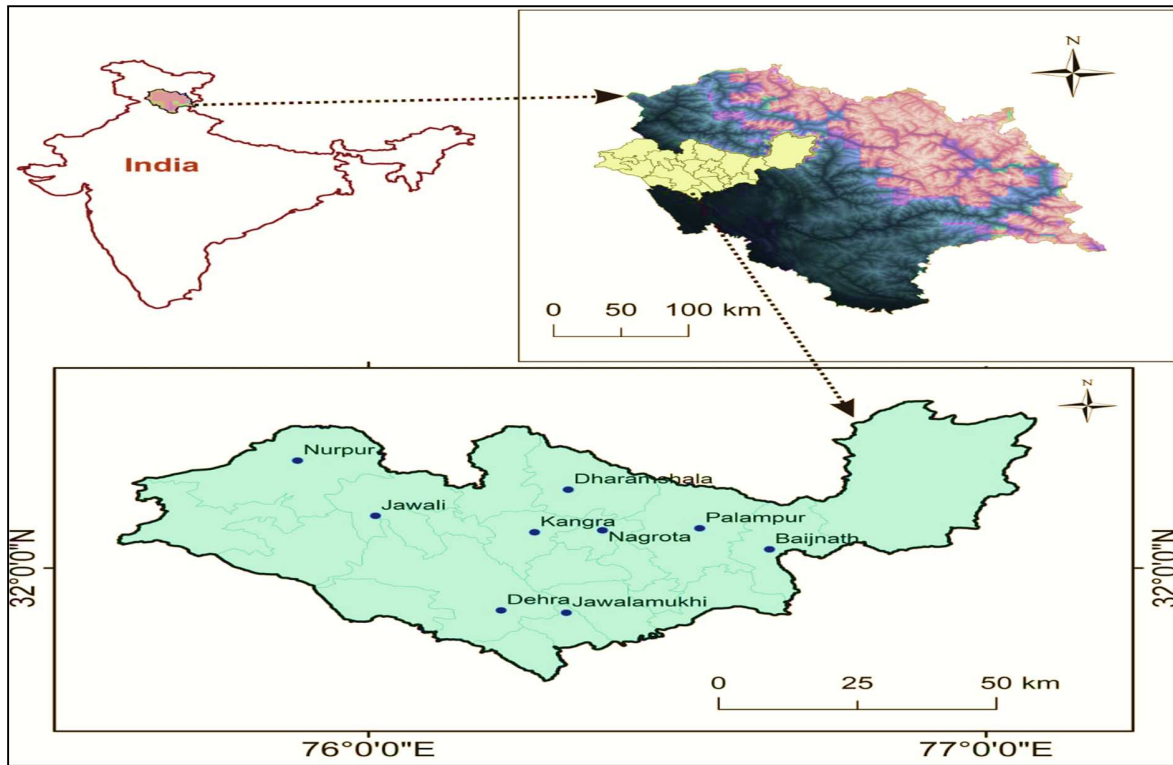 India
N
0 50 100 km
N
Nurpur
Dharamshala
Jawali
Kangra
Palampur
Nagrota
Baijnath
32°0'0"N
32°0'0"N
Dehra
Jawalamukhi
0 25 50 km
76°0'0"E
77°0'0"E